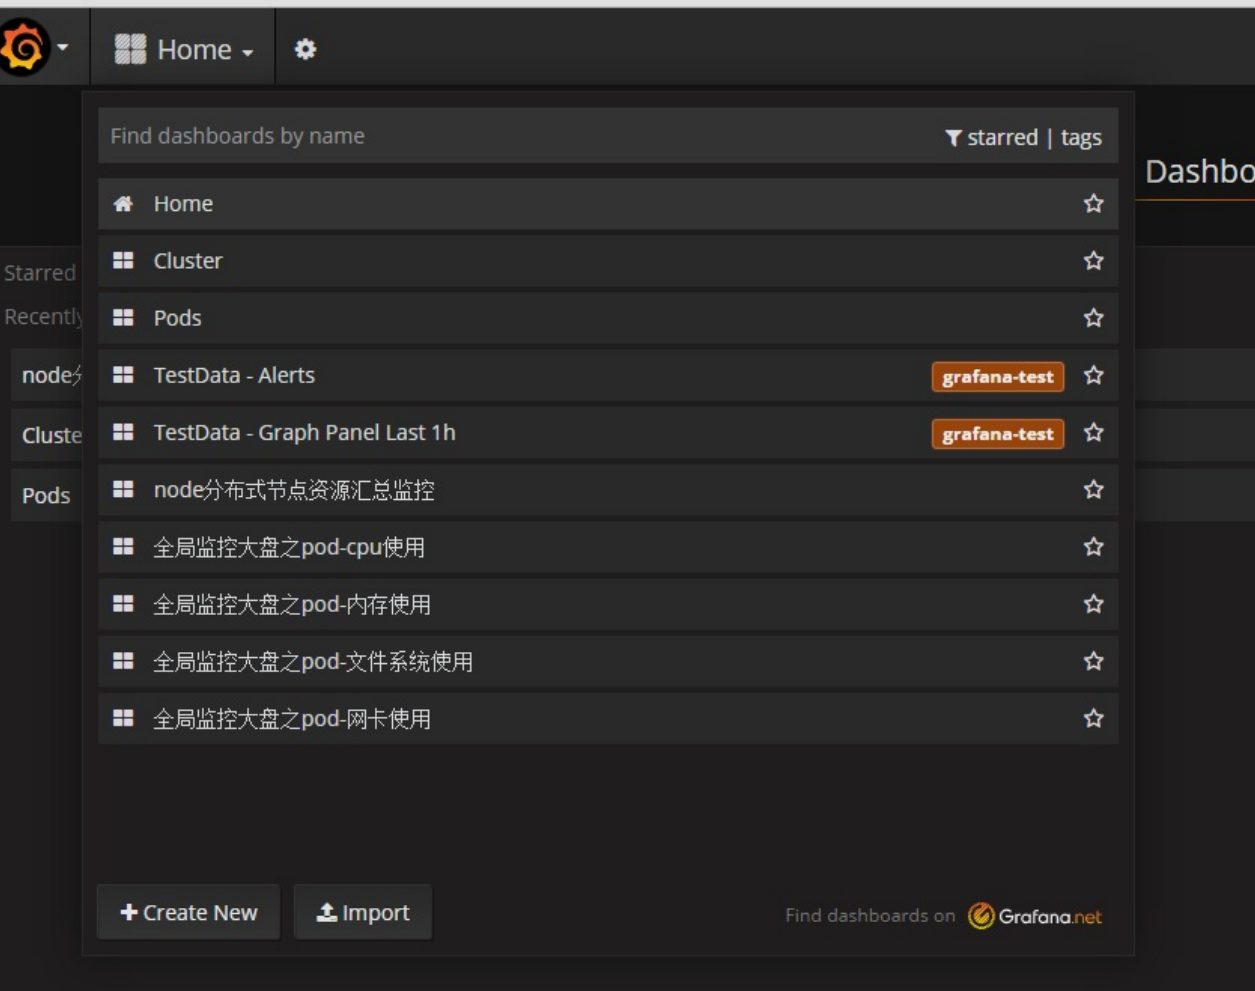 Home
Find dashboards by name
starred | tags
Dashbo
Home
Cluster
Starred
Pods
Recently
TestData - Alerts grafana-test
node分
TestData - Graph Panel Last 1h grafana-test
Cluste
node分布式节点资源汇总监控
Pods
全局监控大盘之pod-cpu使用
全局监控大盘之pod-内存使用
全局监控大盘之pod-文件系统使用
全局监控大盘之pod-网卡使用
Create New
Import
Find dashboards on Grafana.net